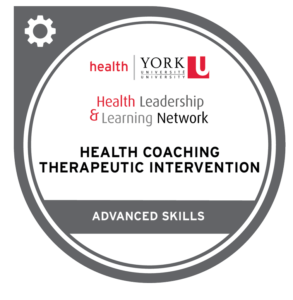 health YORK U
UNIVERSITÉ
UNIVERSITY
Health Leadership
& Learning Network
HEALTH COACHING
THERAPEUTIC INTERVENTION
ADVANCED SKILLS